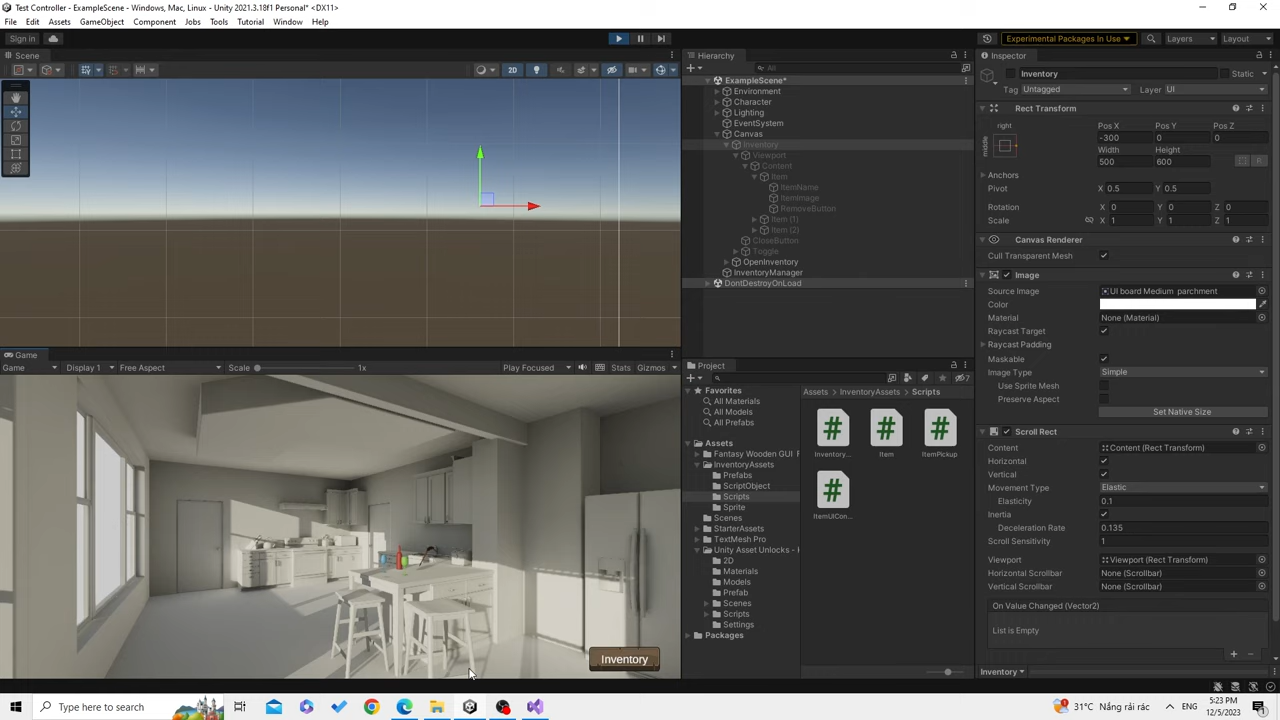 Test Controller - ExampleScene - Windows, Mac, Linux - Unity 2021.3.18f1 Personal* <DX11>
File Edit Assets GameObject Component Jobs Tools Tutorial Window Help
Sign in
Experimental Packages In Use
Layers
Layout
Scene
2D
Game
Game
Display 1
Free Aspect
Scale
1x
Play Focused
Stats
Gizmos
Inventory
Hierarchy
All
ExampleScene*
Environment
Character
Lighting
EventSystem
Canvas
Inventory
Viewport
Content
Item
ItemName
ItemImage
RemoveButton
Item (1)
Item (2)
CloseButton
Toggle
OpenInventory
InventoryManager
DontDestroyOnLoad
Project
7
Favorites
All Materials
All Models
All Prefabs
Assets
Fantasy Wooden GUI F
InventoryAssets
Prefabs
ScriptObject
Scripts
Sprite
Scenes
StarterAssets
TextMesh Pro
Unity Asset Unlocks -
2D
Materials
Models
Prefab
Scenes
Scripts
Settings
Packages
Assets > InventoryAssets > Scripts
Inventory...
Item
ItemPickup
ItemUICon...
Inspector
Inventory
Static
Tag Untagged
Layer UI
Rect Transform
right
middle
Pos X Pos Y Pos Z
-300 0 0
Width Height
500 600
R
Anchors
Pivot X 0.5 Y 0.5
Rotation X 0 Y 0 Z 0
Scale X 1 Y 1 Z 1
Canvas Renderer
Cull Transparent Mesh
Image
Source Image UI board Medium parchment
Color
Material None (Material)
Raycast Target
Raycast Padding
Maskable
Image Type Simple
Use Sprite Mesh
Preserve Aspect
Set Native Size
Scroll Rect
Content Content (Rect Transform)
Horizontal
Vertical
Movement Type Elastic
Elasticity 0.1
Inertia
Deceleration Rate 0.135
Scroll Sensitivity 1
Viewport Viewport (Rect Transform)
Horizontal Scrollbar None (Scrollbar)
Vertical Scrollbar None (Scrollbar)
On Value Changed (Vector2)
List is Empty
Inventory
Type here to search
31°C Nắng rải rác
ENG
5:23 PM
12/5/2023